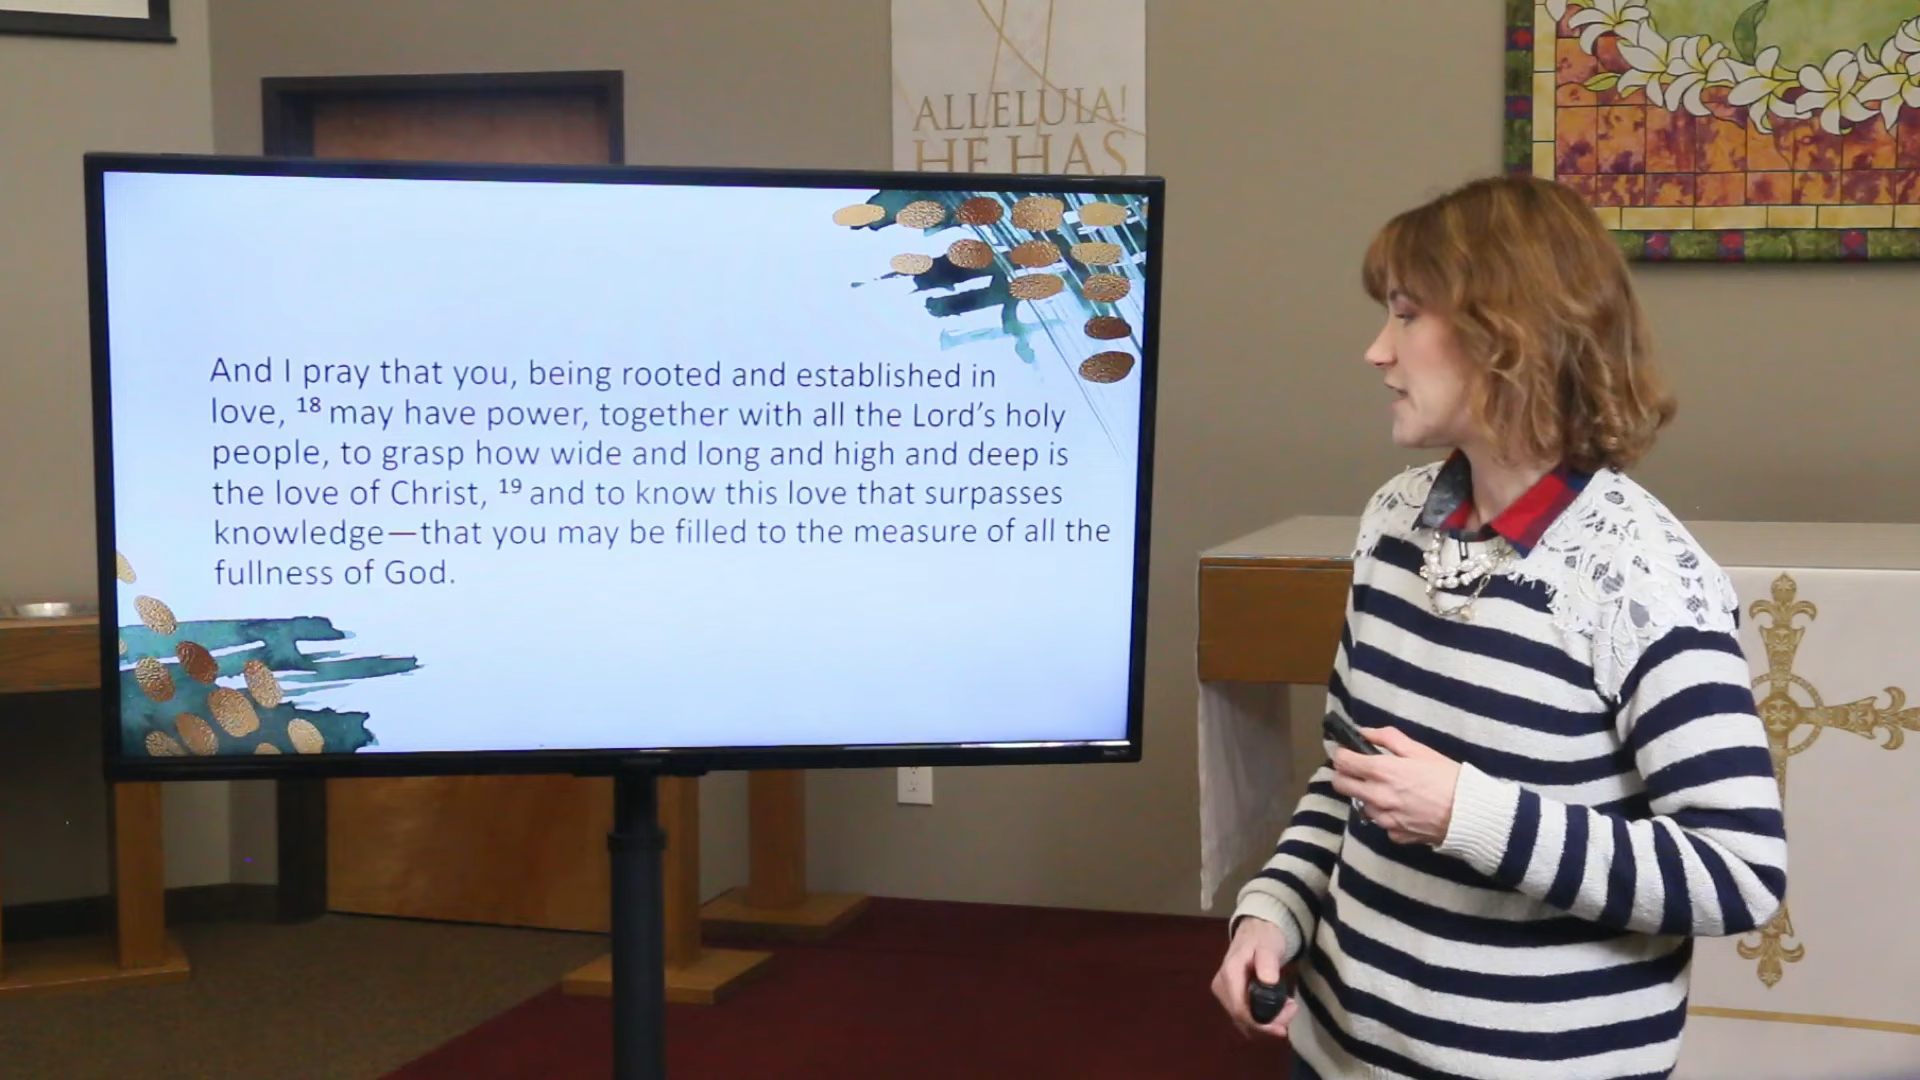 ALLELUIA!
HE HAS
And I pray that you, being rooted and established in
love, 18 may have power, together with all the Lord’s holy
people, to grasp how wide and long and high and deep is
the love of Christ, 19 and to know this love that surpasses
knowledge—that you may be filled to the measure of all the
fullness of God.